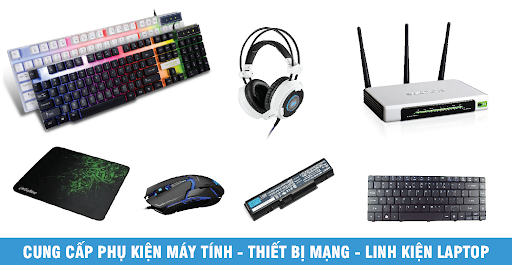 CUNG CẤP PHỤ KIỆN MÁY TÍNH - THIẾT BỊ MẠNG - LINH KIỆN LAPTOP